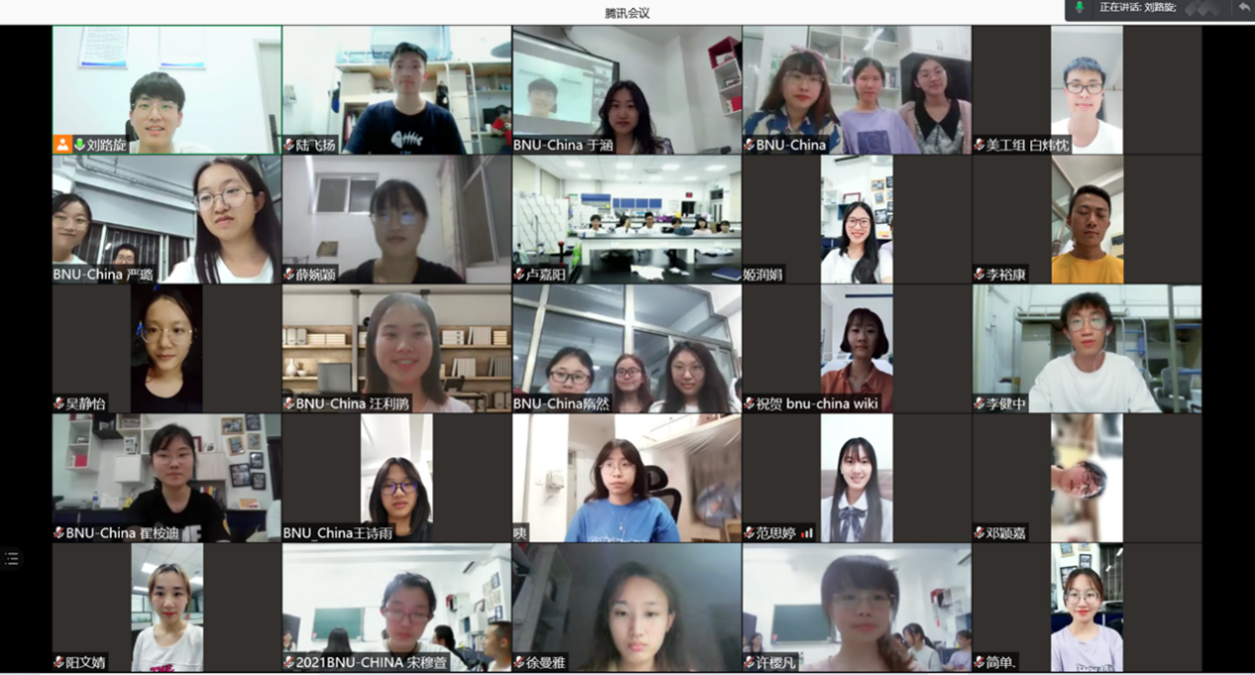 腾讯会议
正在讲话: 刘路旋;
刘路旋
陆飞扬
BNU-China 于涵
BNU-China
美工组 白炜忱
BNU-China 严璐
薛婉颖
卢嘉阳
姬润娟
李裕康
吴静怡
BNU-China 汪利鹏
BNU-China隋然
祝贺 bnu-china wiki
李健中
BNU-China 翟桉迪
BNU_China王诗雨
咦
范思婷
邓颖嘉
阳文婧
2021BNU-CHINA 宋穆萱
徐曼雅
许樱凡
简单.